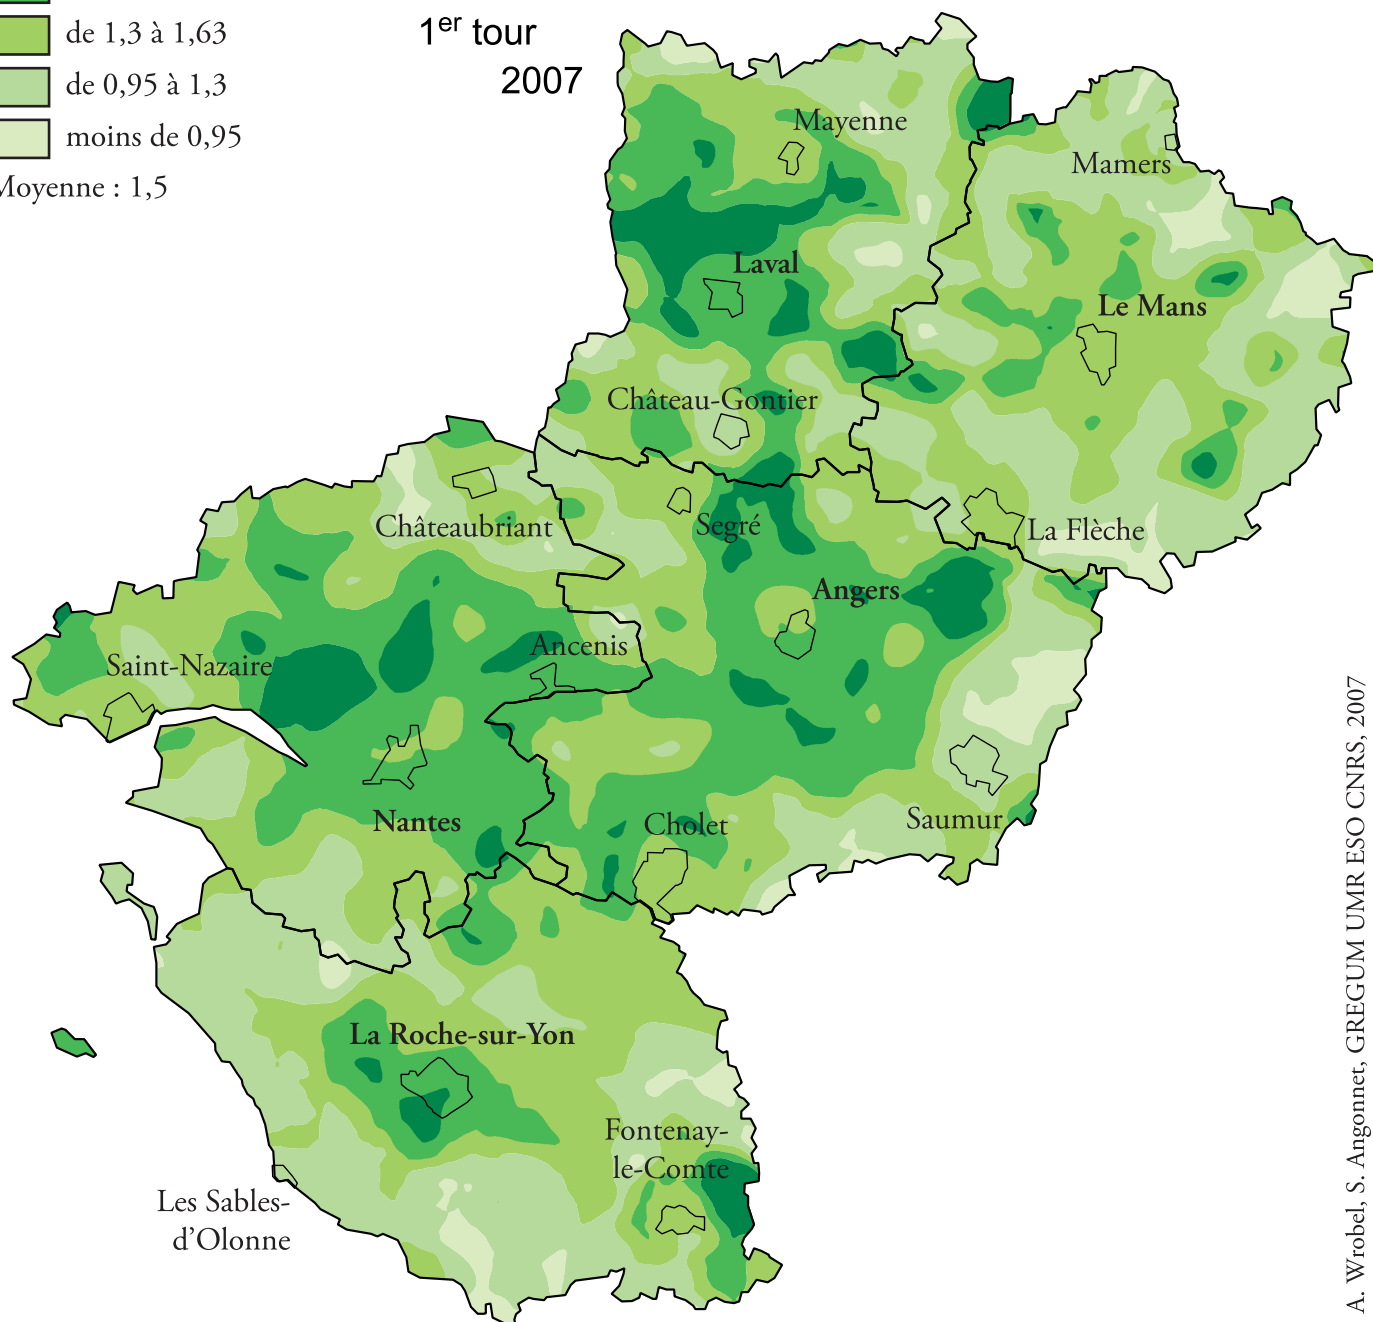 de 1,3 à 1,63
de 0,95 à 1,3
moins de 0,95
Moyenne : 1,5
1er tour
2007
Mayenne
Mamers
Laval
Le Mans
Château-Gontier
Châteaubriant
Segré
La Flèche
Angers
Ancenis
Saint-Nazaire
Nantes
Cholet
Saumur
La Roche-sur-Yon
Fontenay-
le-Comte
Les Sables-
d'Olonne
A. Wrobel, S. Angonnet, GREGUM UMR ESO CNRS, 2007